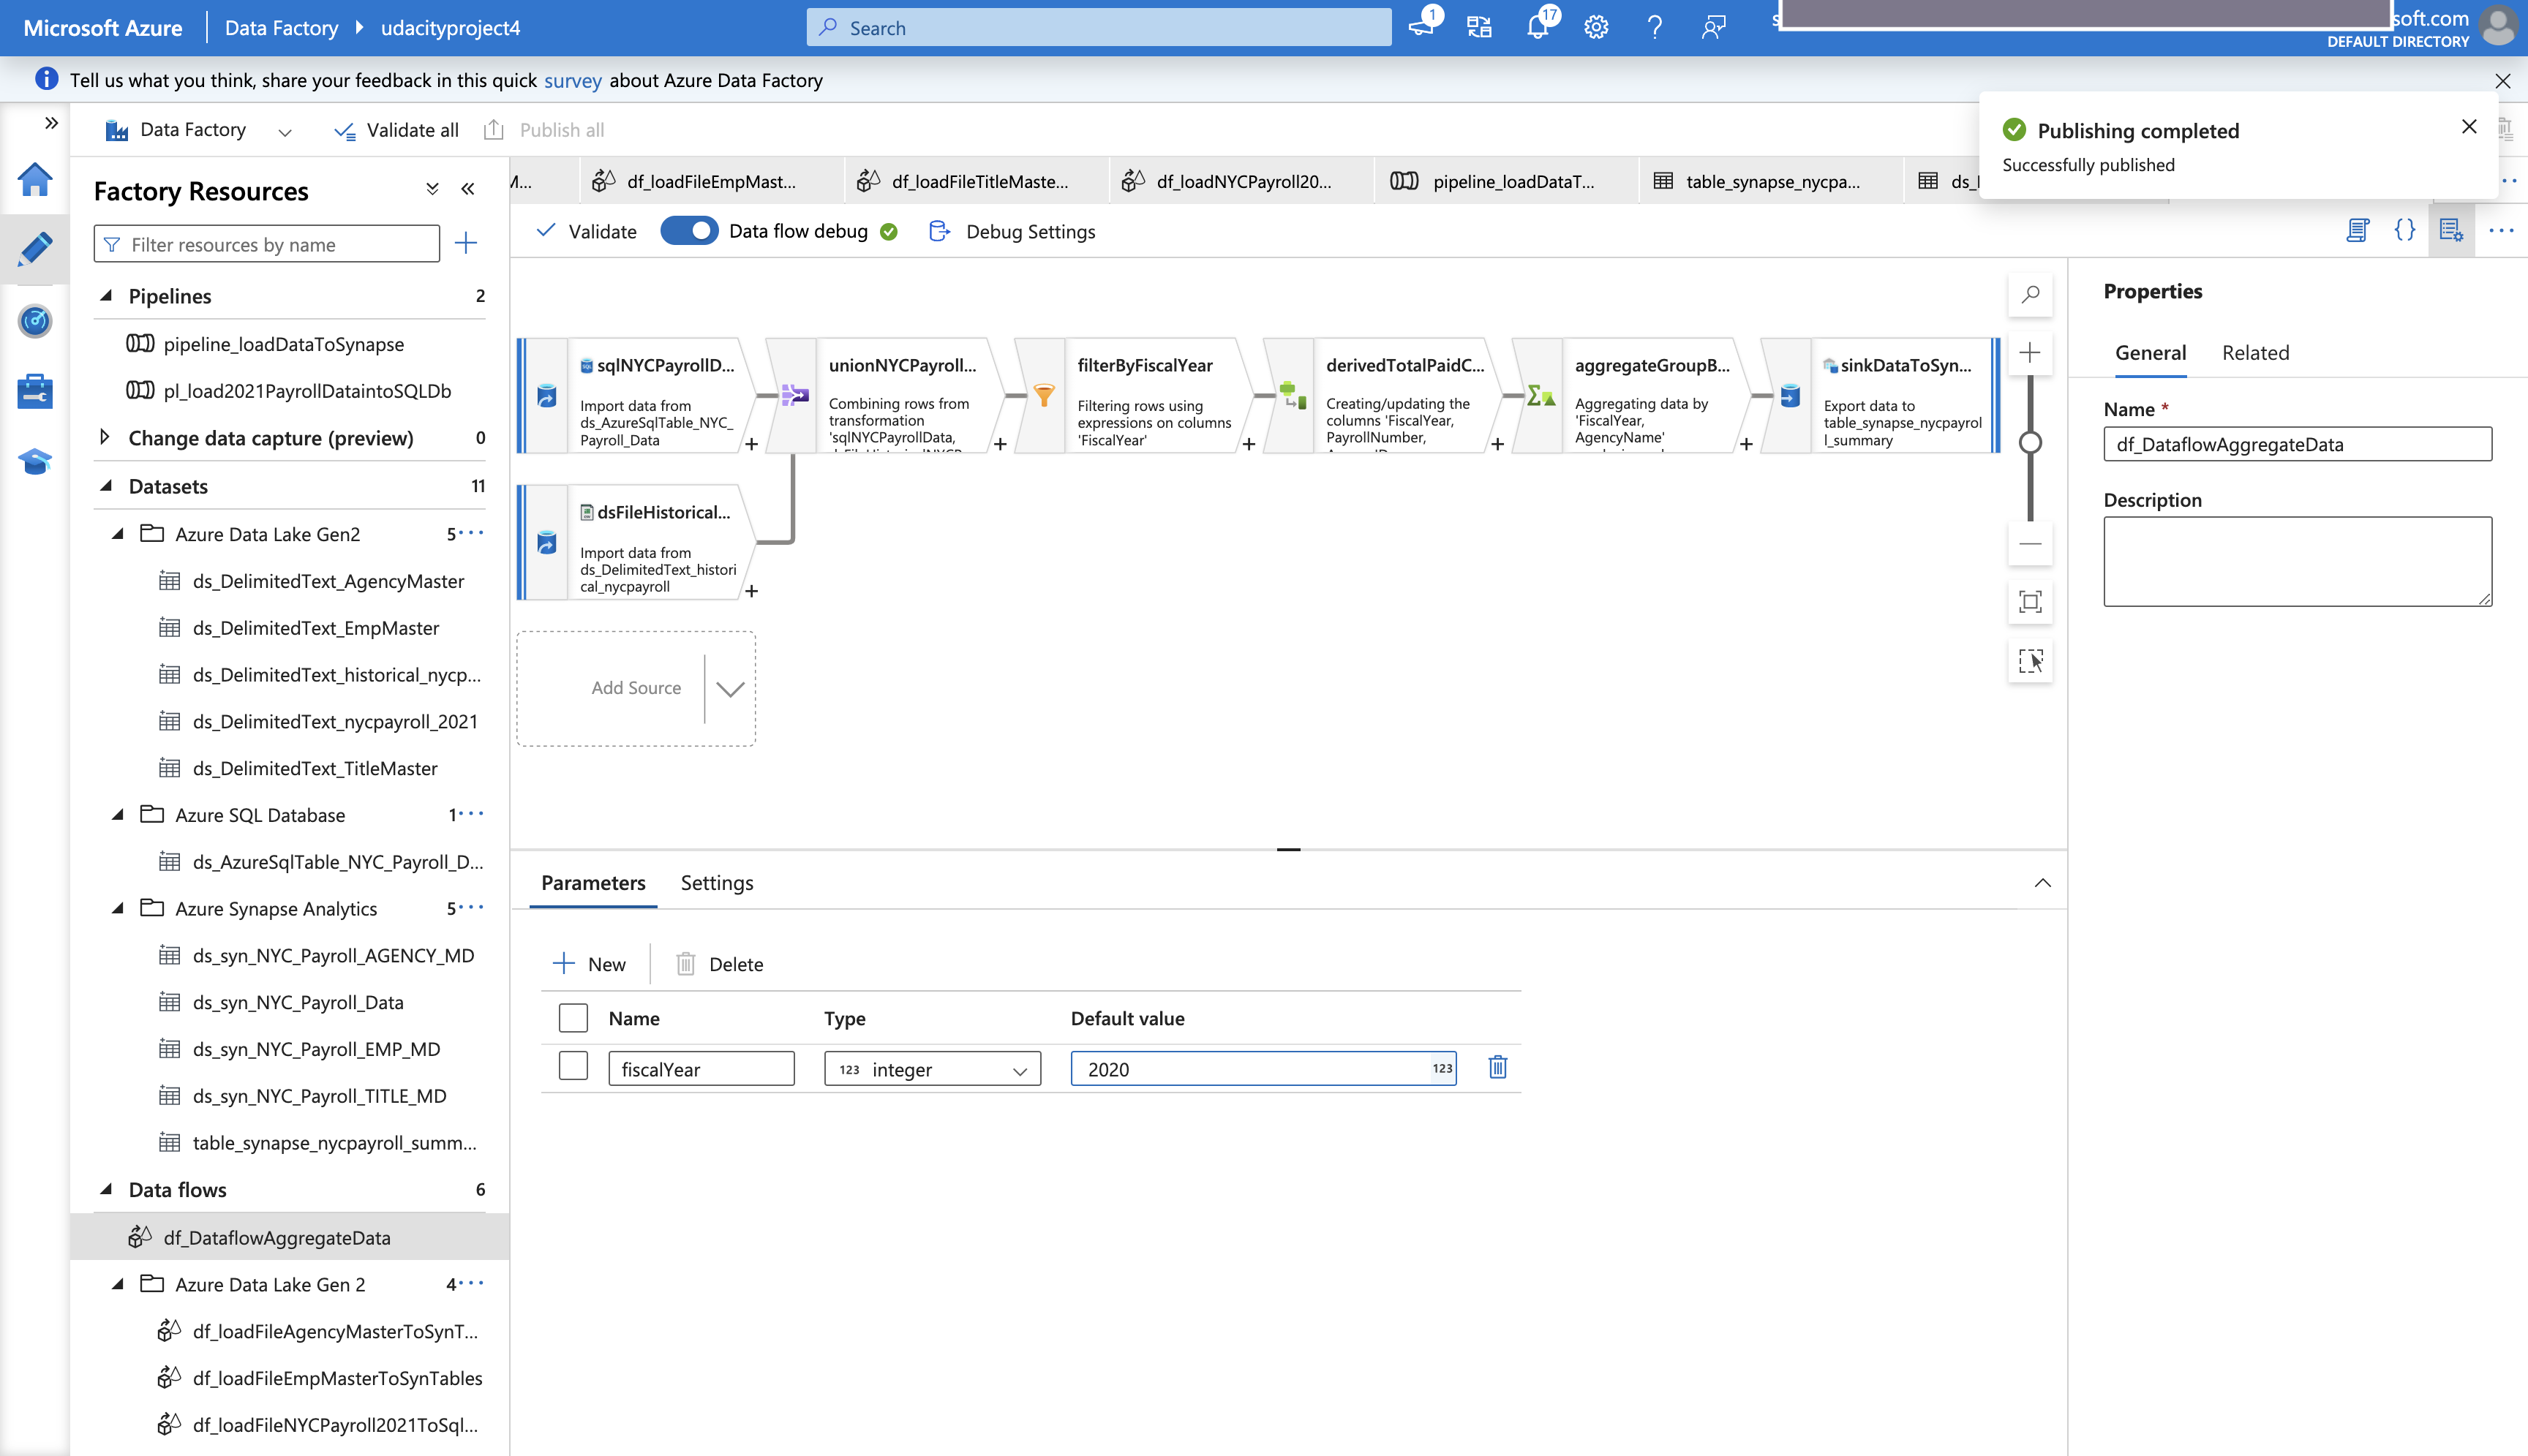 Microsoft Azure
Data Factory
udacityproject4
Search
1
17
soft.com
DEFAULT DIRECTORY
Tell us what you think, share your feedback in this quick survey about Azure Data Factory
Data Factory
Validate all
Publish all
Publishing completed
Successfully published
Factory Resources
Filter resources by name
Pipelines
2
pipeline_loadDataToSynapse
pl_load2021PayrollDataintoSQLDb
Change data capture (preview)
0
Datasets
11
Azure Data Lake Gen2
5
ds_DelimitedText_AgencyMaster
ds_DelimitedText_EmpMaster
ds_DelimitedText_historical_nycp...
ds_DelimitedText_nycpayroll_2021
ds_DelimitedText_TitleMaster
Azure SQL Database
1
ds_AzureSqlTable_NYC_Payroll_D...
Azure Synapse Analytics
5
ds_syn_NYC_Payroll_AGENCY_MD
ds_syn_NYC_Payroll_Data
ds_syn_NYC_Payroll_EMP_MD
ds_syn_NYC_Payroll_TITLE_MD
table_synapse_nycpayroll_summ...
Data flows
6
df_DataflowAggregateData
Azure Data Lake Gen 2
4
df_loadFileAgencyMasterToSynT...
df_loadFileEmpMasterToSynTables
df_loadFileNYCPayroll2021ToSql...
M...
df_loadFileEmpMast...
df_loadFileTitleMaste...
df_loadNYCPayroll20...
pipeline_loadDataT...
table_synapse_nycpa...
Validate
Data flow debug
Debug Settings
sqlNYCPayrollD...
Import data from
ds_AzureSqlTable_NYC_
Payroll_Data
unionNYCPayroll...
Combining rows from
transformation
'sqlNYCPayrollData,
filterByFiscalYear
Filtering rows using
expressions on columns
'FiscalYear'
derivedTotalPaidC...
Creating/updating the
columns 'FiscalYear,
PayrollNumber,
aggregateGroupB...
Aggregating data by
'FiscalYear,
AgencyName'
sinkDataToSyn...
Export data to
table_synapse_nycpayrol
l_summary
dsFileHistorical...
Import data from
ds_DelimitedText_histori
cal_nycpayroll
Add Source
Parameters
Settings
New
Delete
Name
Type
Default value
fiscalYear
123 integer
2020
123
Properties
General
Related
Name *
df_DataflowAggregateData
Description